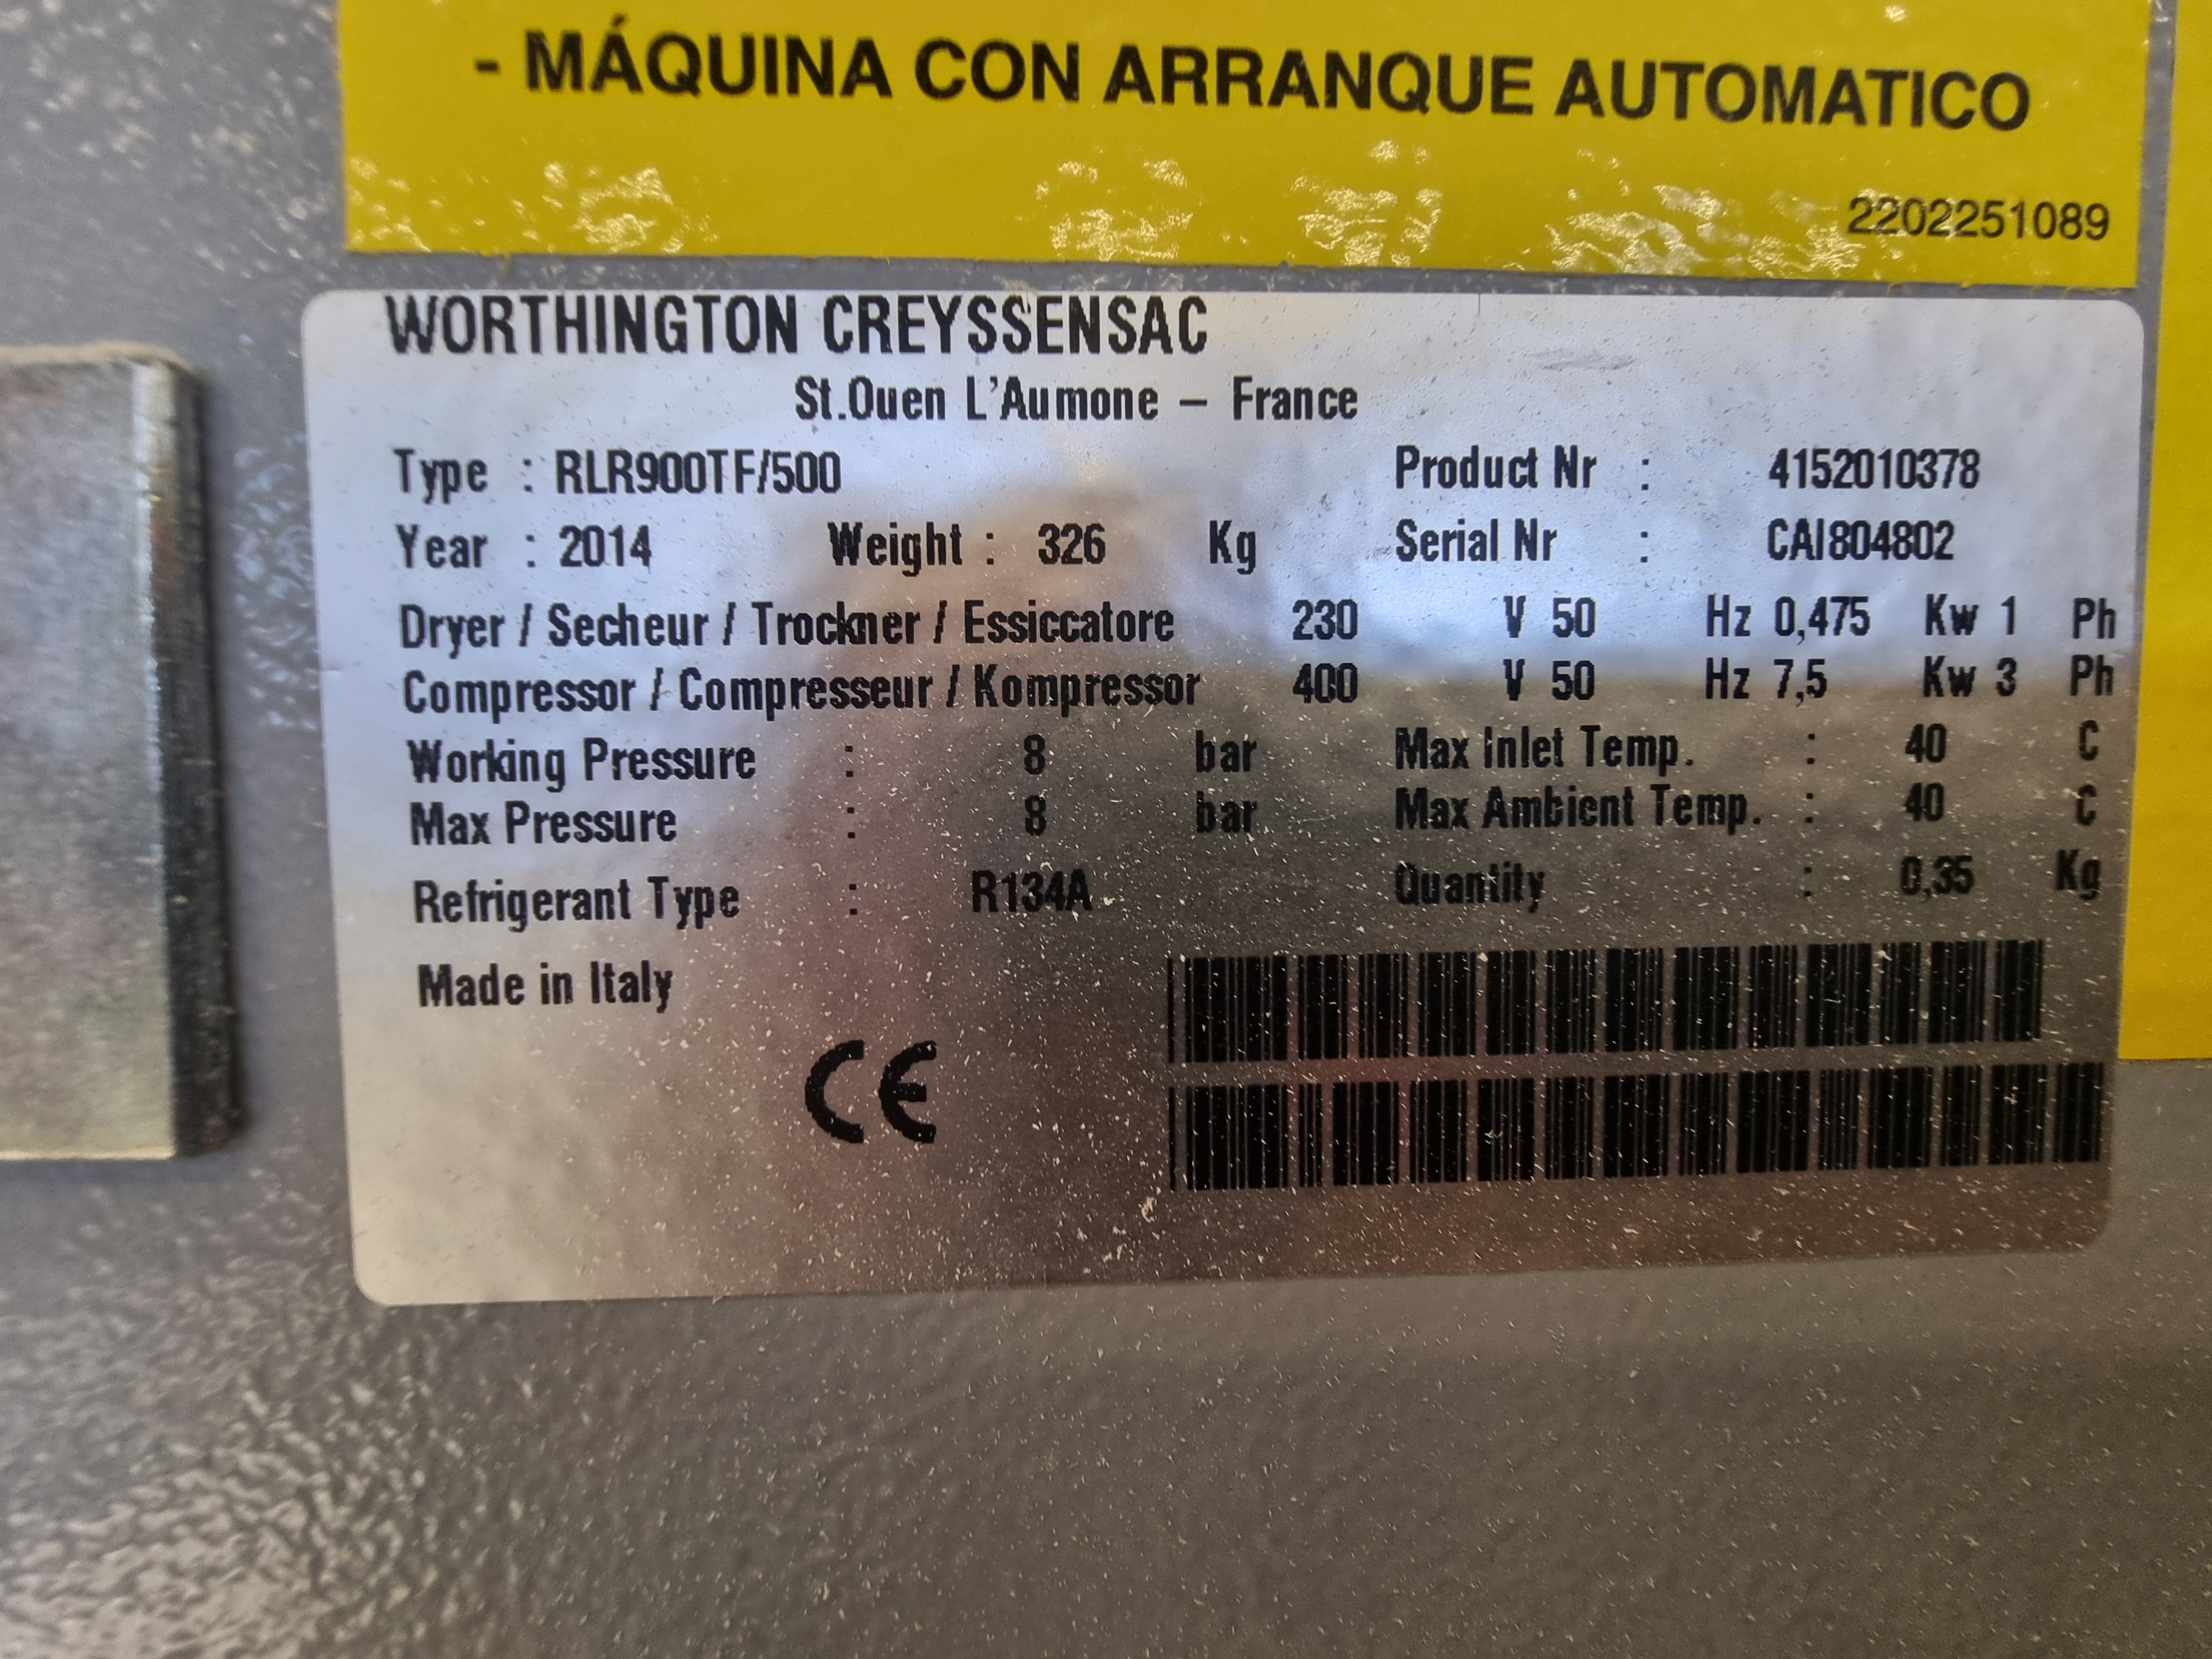 - MÁQUINA CON ARRANQUE AUTOMATICO
2202251089
WORTHINGTON CREYSSENSAC
St.Ouen L'Aumone – France
Type : RLR900TF/500 Product Nr : 4152010378
Year : 2014 Weight : 326 Kg Serial Nr : CAI804802
Dryer / Secheur / Trockner / Essiccatore 230 V 50 Hz 0,475 Kw 1 Ph
Compressor / Compresseur / Kompressor 400 V 50 Hz 7,5 Kw 3 Ph
Working Pressure : 8 bar Max Inlet Temp. : 40 C
Max Pressure : 8 bar Max Ambient Temp. : 40 C
Refrigerant Type : R134A Quantity : 0,35 Kg
Made in Italy
CE